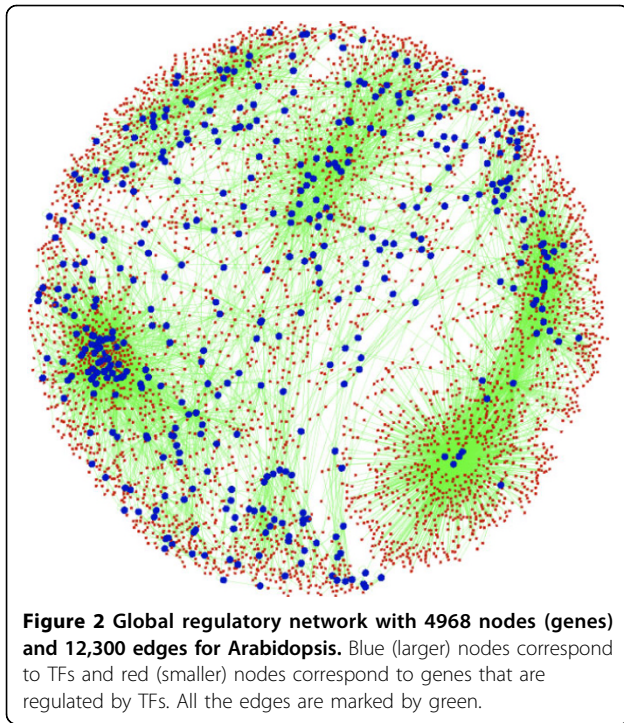 Figure 2 Global regulatory network with 4968 nodes (genes)
and 12,300 edges for Arabidopsis. Blue (larger) nodes correspond
to TFs and red (smaller) nodes correspond to genes that are
regulated by TFs. All the edges are marked by green.